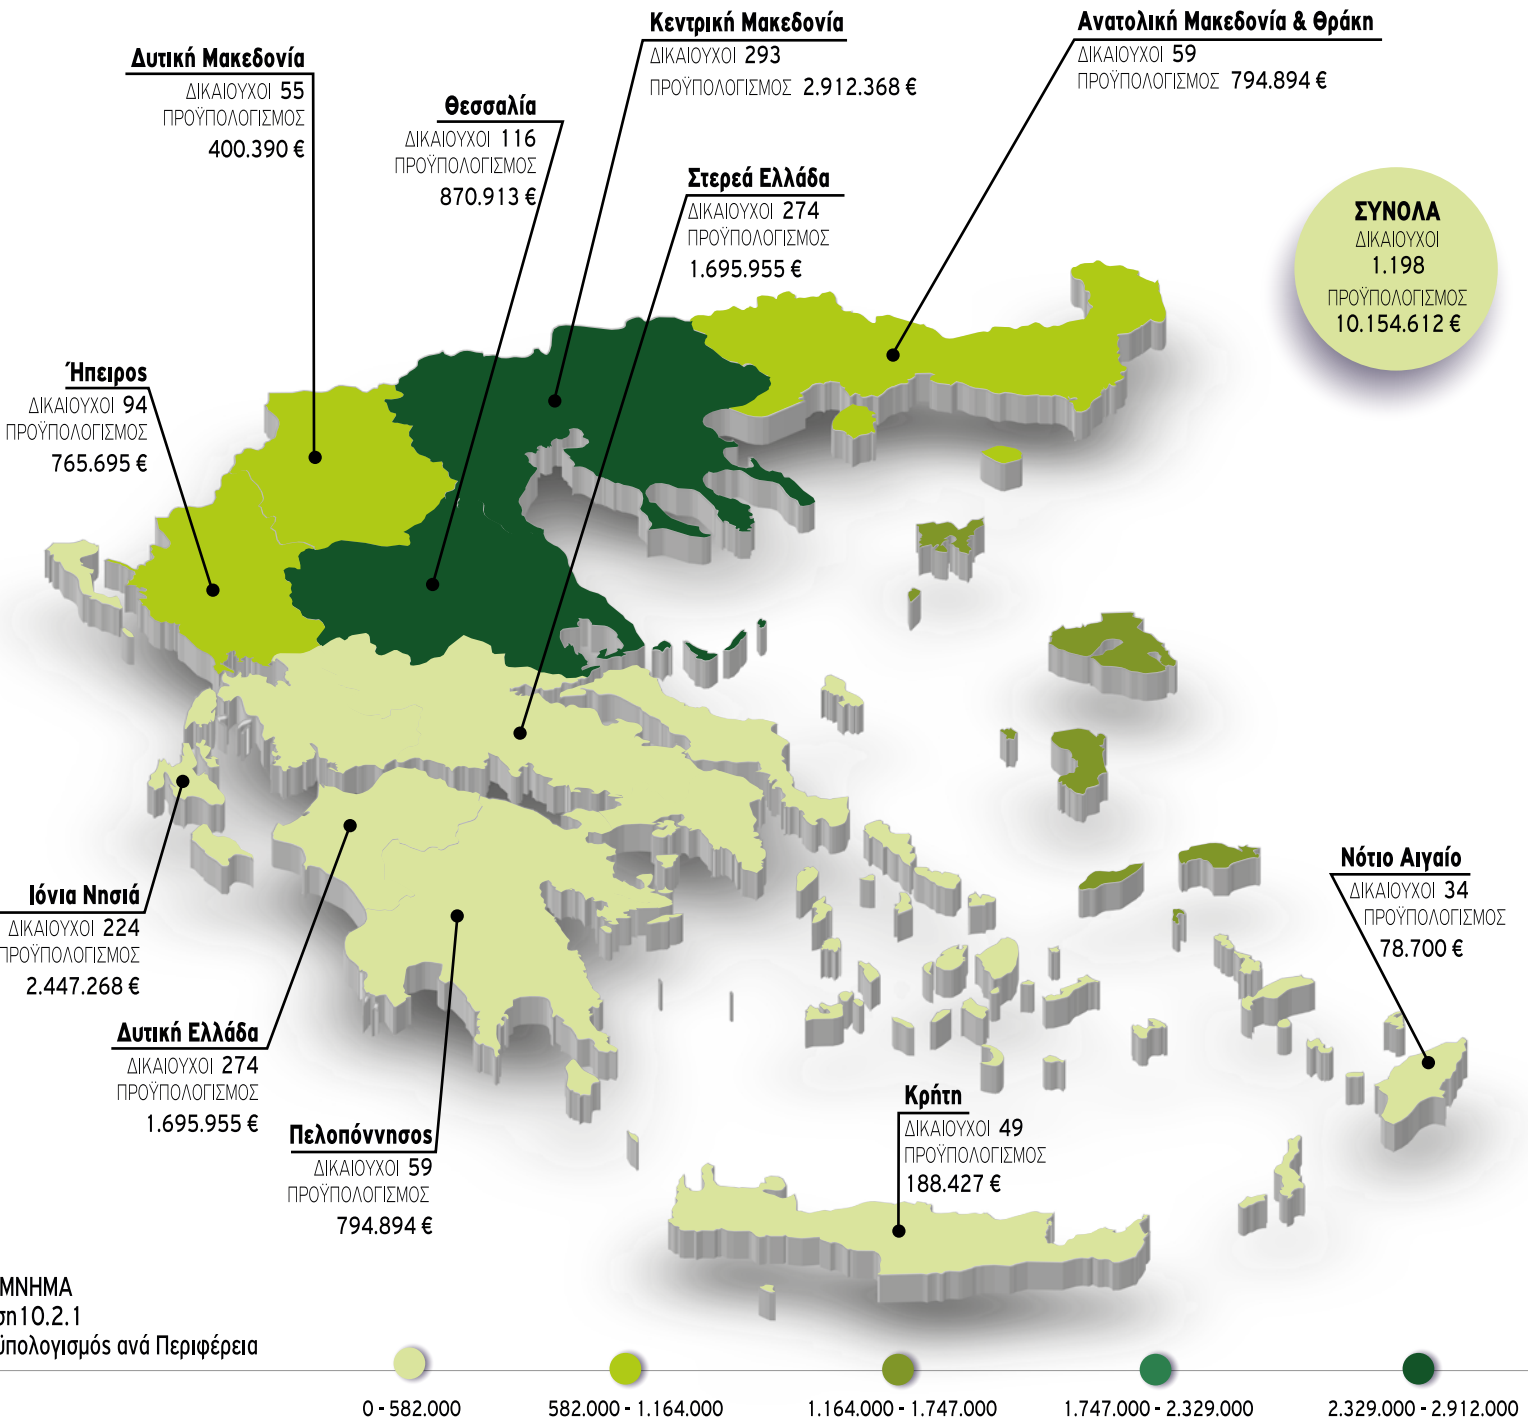 Κεντρική Μακεδονία
ΔΙΚΑΙΟΥΧΟΙ 293
ΠΡΟΫΠΟΛΟΓΙΣΜΟΣ 2.912.368 €
Ανατολική Μακεδονία & Θράκη
ΔΙΚΑΙΟΥΧΟΙ 59
ΠΡΟΫΠΟΛΟΓΙΣΜΟΣ 794.894 €
Δυτική Μακεδονία
ΔΙΚΑΙΟΥΧΟΙ 55
ΠΡΟΫΠΟΛΟΓΙΣΜΟΣ
400.390 €
Θεσσαλία
ΔΙΚΑΙΟΥΧΟΙ 116
ΠΡΟΫΠΟΛΟΓΙΣΜΟΣ
870.913 €
Στερεά Ελλάδα
ΔΙΚΑΙΟΥΧΟΙ 274
ΠΡΟΫΠΟΛΟΓΙΣΜΟΣ
1.695.955 €
ΣΥΝΟΛΑ
ΔΙΚΑΙΟΥΧΟΙ
1.198
ΠΡΟΫΠΟΛΟΓΙΣΜΟΣ
10.154.612 €
Ήπειρος
ΔΙΚΑΙΟΥΧΟΙ 94
ΠΡΟΫΠΟΛΟΓΙΣΜΟΣ
765.695 €
Ιόνια Νησιά
ΔΙΚΑΙΟΥΧΟΙ 224
ΠΡΟΫΠΟΛΟΓΙΣΜΟΣ
2.447.268 €
Νότιο Αιγαίο
ΔΙΚΑΙΟΥΧΟΙ 34
ΠΡΟΫΠΟΛΟΓΙΣΜΟΣ
78.700 €
Δυτική Ελλάδα
ΔΙΚΑΙΟΥΧΟΙ 274
ΠΡΟΫΠΟΛΟΓΙΣΜΟΣ
1.695.955 €
Πελοπόννησος
ΔΙΚΑΙΟΥΧΟΙ 59
ΠΡΟΫΠΟΛΟΓΙΣΜΟΣ
794.894 €
Κρήτη
ΔΙΚΑΙΟΥΧΟΙ 49
ΠΡΟΫΠΟΛΟΓΙΣΜΟΣ
188.427 €
ΜΝΗΜΑ
ση10.2.1
ϋπολογισμός ανά Περιφέρεια
0 - 582.000
582.000 - 1.164.000
1.164.000 - 1.747.000
1.747.000 - 2.329.000
2.329.000 - 2.912.000